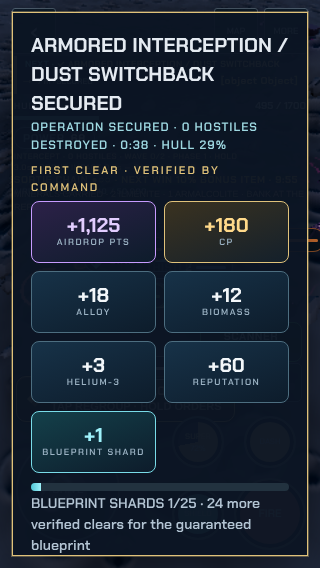 ARMORED INTERCEPTION /
DUST SWITCHBACK
SECURED
OPERATION SECURED · 0 HOSTILES
DESTROYED · 0:38 · HULL 29%
FIRST CLEAR · VERIFIED BY
COMMAND
+1,125
AIRDROP PTS
+180
CP
+18
ALLOY
+12
BIOMASS
+3
HELIUM-3
+60
REPUTATION
+1
BLUEPRINT SHARD
BLUEPRINT SHARDS 1/25 · 24 more
verified clears for the guaranteed
blueprint